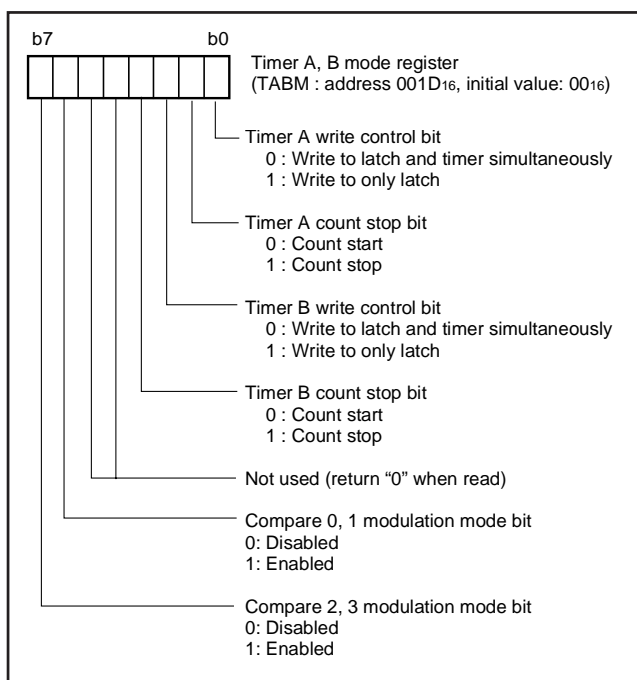 b7 b0
Timer A, B mode register
(TABM : address 001D16, initial value: 0016)
Timer A write control bit
0 : Write to latch and timer simultaneously
1 : Write to only latch
Timer A count stop bit
0 : Count start
1 : Count stop
Timer B write control bit
0 : Write to latch and timer simultaneously
1 : Write to only latch
Timer B count stop bit
0 : Count start
1 : Count stop
Not used (return “0” when read)
Compare 0, 1 modulation mode bit
0: Disabled
1: Enabled
Compare 2, 3 modulation mode bit
0: Disabled
1: Enabled